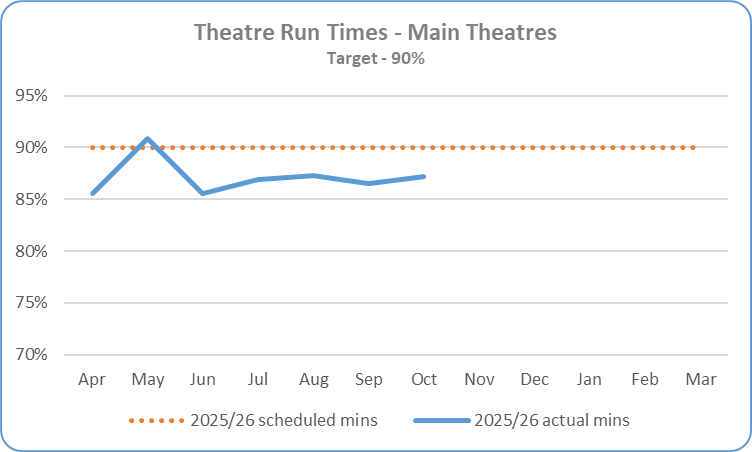 Theatre Run Times - Main Theatres
Target - 90%
95%
90%
85%
80%
75%
70%
Apr May Jun Jul Aug Sep Oct Nov Dec Jan Feb Mar
2025/26 scheduled mins 2025/26 actual mins